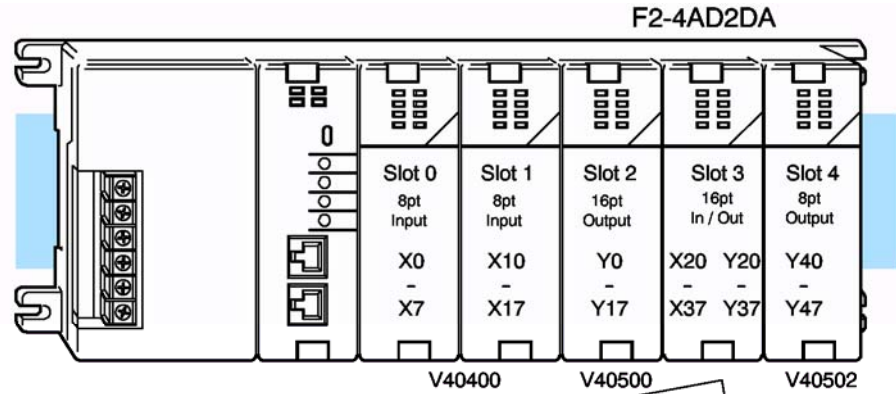 F2-4AD2DA
Slot 0
8pt
Input
X0
-
X7
Slot 1
8pt
Input
X10
-
X17
Slot 2
16pt
Output
Y0
-
Y17
Slot 3
16pt
In / Out
X20 Y20
- -
X37 Y37
Slot 4
8pt
Output
Y40
-
Y47
V40400
V40500
V40502